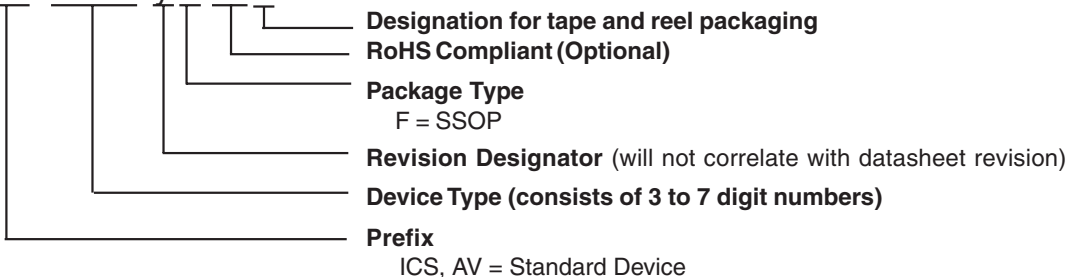 Designation for tape and reel packaging
RoHS Compliant (Optional)
Package Type
F = SSOP
Revision Designator (will not correlate with datasheet revision)
Device Type (consists of 3 to 7 digit numbers)
Prefix
ICS, AV = Standard Device